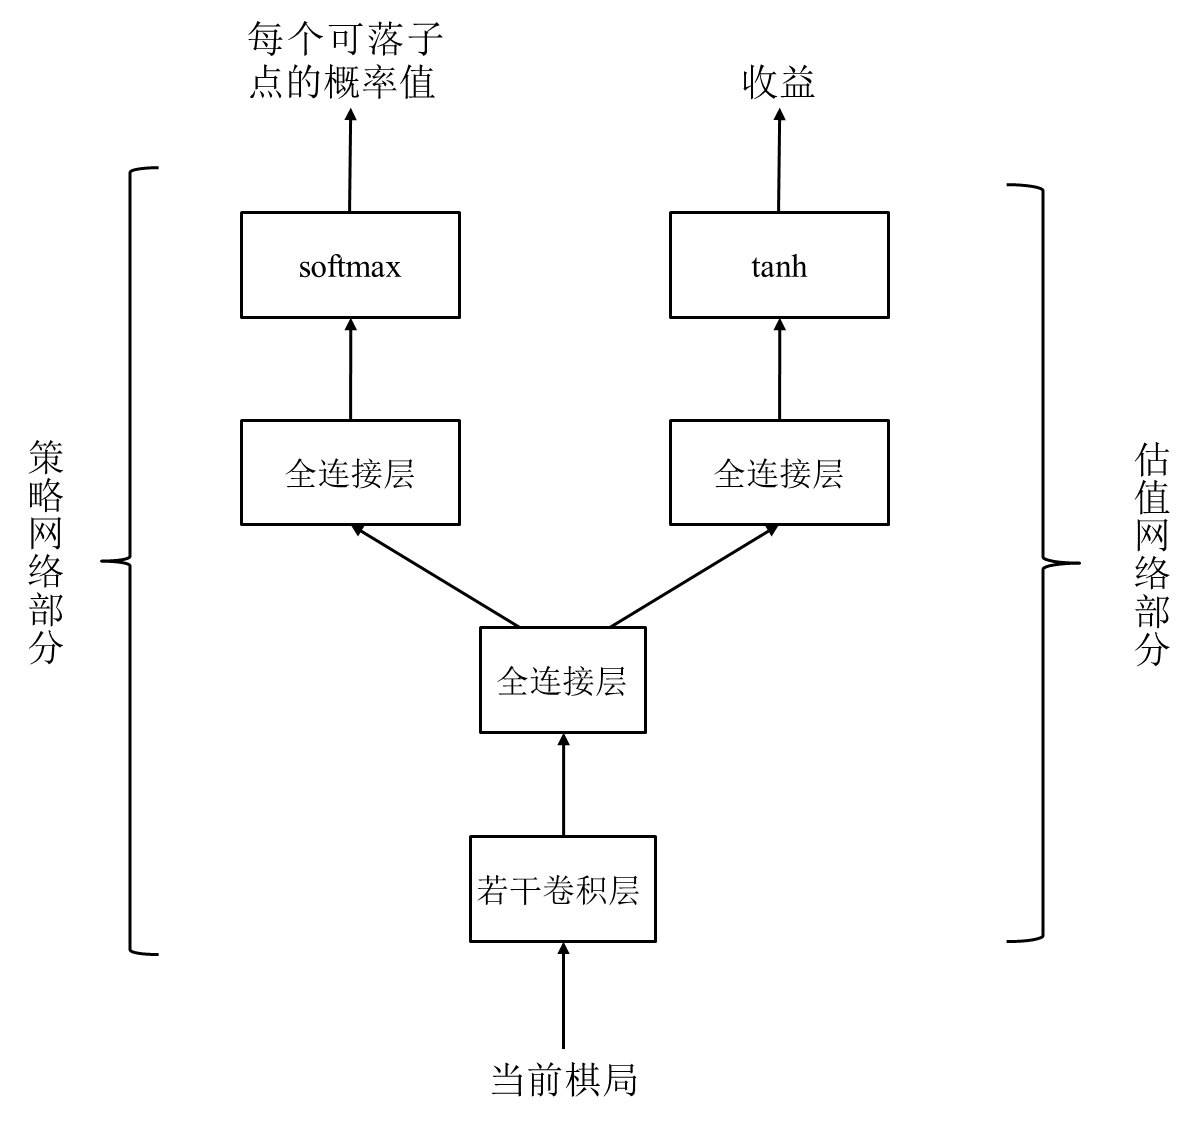 每个可落子
点的概率值
收益
softmax
tanh
全连接层
全连接层
策略网络部分
估值网络部分
全连接层
若干卷积层
当前棋局